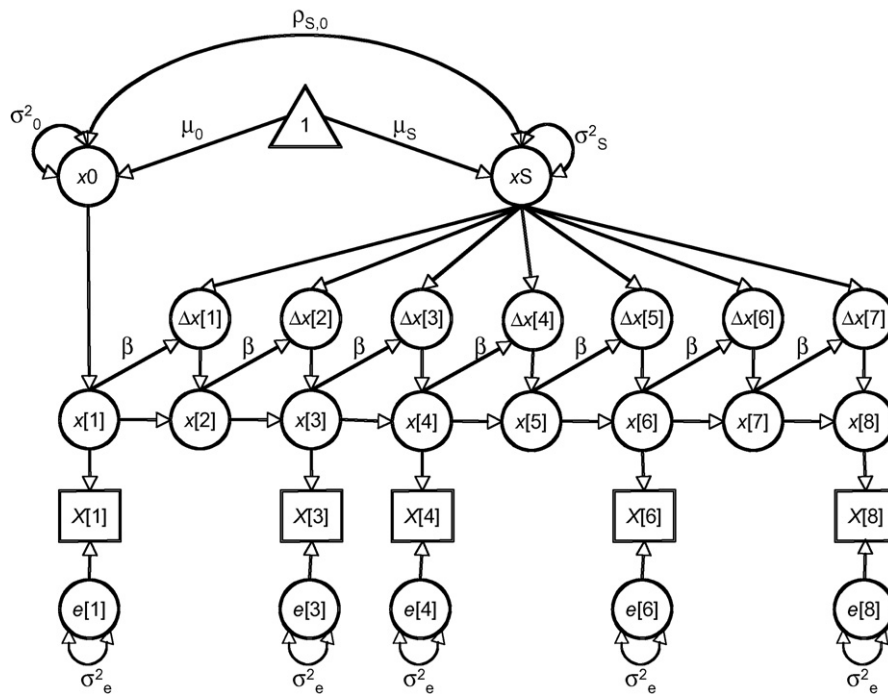 ρS,0
σ²0 μ0 1 μS σ²S
x0 xS
Δx[1] Δx[2] Δx[3] Δx[4] Δx[5] Δx[6] Δx[7]
β β β β β β β
x[1] x[2] x[3] x[4] x[5] x[6] x[7] x[8]
X[1] X[3] X[4] X[6] X[8]
e[1] e[3] e[4] e[6] e[8]
σ²e σ²e σ²e σ²e σ²e